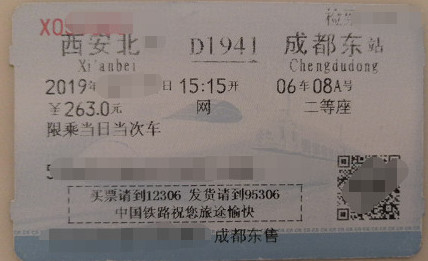 XQ 检
西安北 D1941 成都东站
Xi'anbei Chengdudong
2019年 日 15:15开 06车08A号
￥263.0元 网 二等座
限乘当日当次车
5
买票请到12306 发货请到95306
中国铁路祝您旅途愉快
成都东售